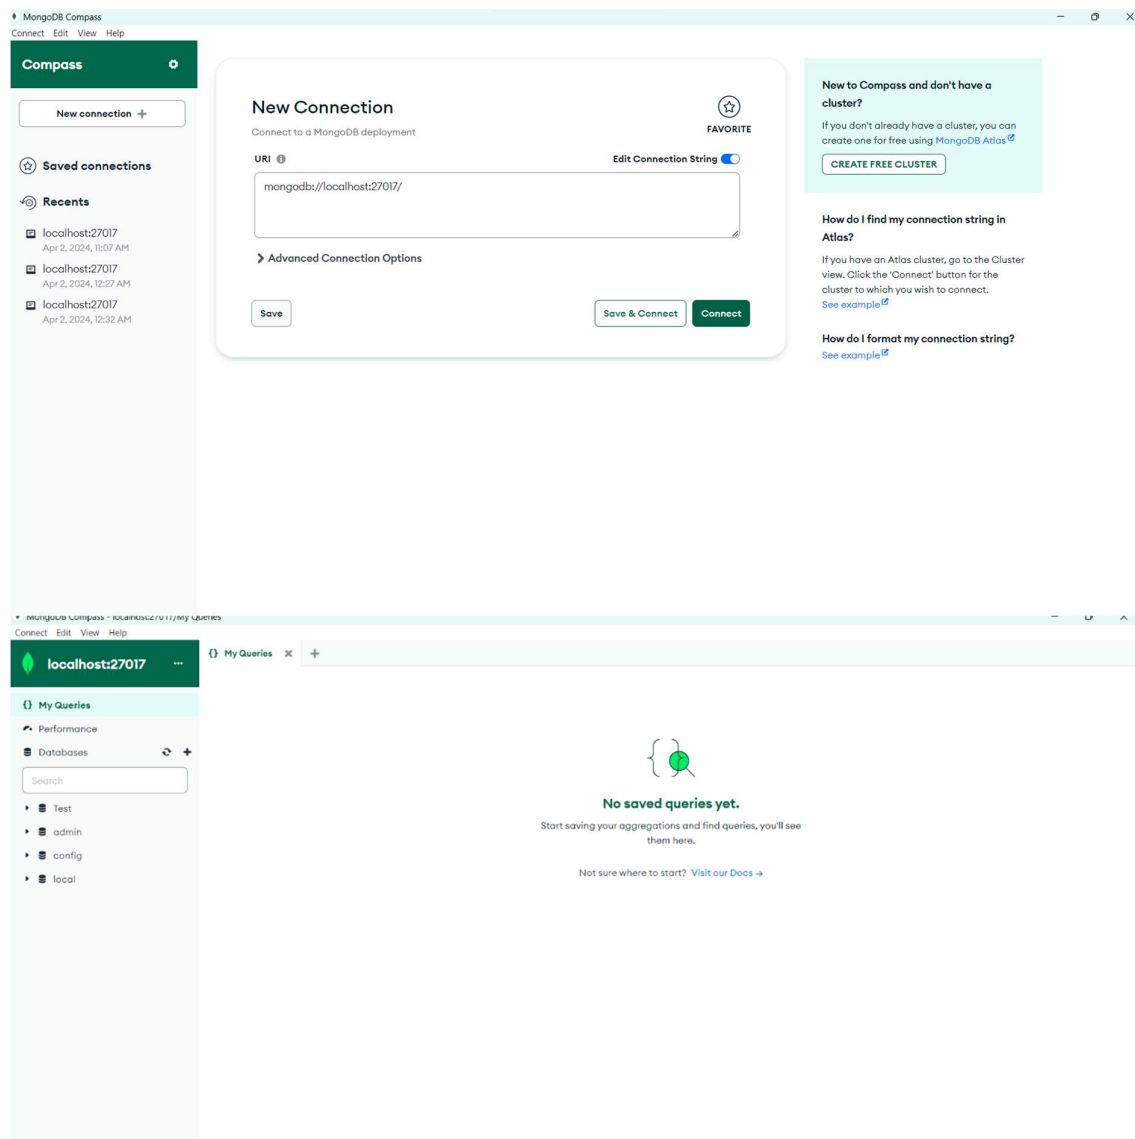 MongoDB Compass
Connect Edit View Help
Compass
New connection
Saved connections
Recents
localhost:27017
Apr 2, 2024, 11:07 AM
localhost:27017
Apr 2, 2024, 12:27 AM
localhost:27017
Apr 2, 2024, 12:32 AM
New Connection
Connect to a MongoDB deployment
FAVORITE
URI
Edit Connection String
mongodb://localhost:27017/
Advanced Connection Options
Save
Save & Connect
Connect
New to Compass and don't have a
cluster?
If you don't already have a cluster, you can
create one for free using MongoDB Atlas
CREATE FREE CLUSTER
How do I find my connection string in
Atlas?
If you have an Atlas cluster, go to the Cluster
view. Click the 'Connect' button for the
cluster to which you wish to connect.
See example
How do I format my connection string?
See example
MongoDB Compass - localhost:27017/My Queries
Connect Edit View Help
localhost:27017 ...
{} My Queries
{} My Queries
Performance
Databases
Search
Test
admin
config
local
No saved queries yet.
Start saving your aggregations and find queries, you'll see
them here.
Not sure where to start? Visit our Docs →